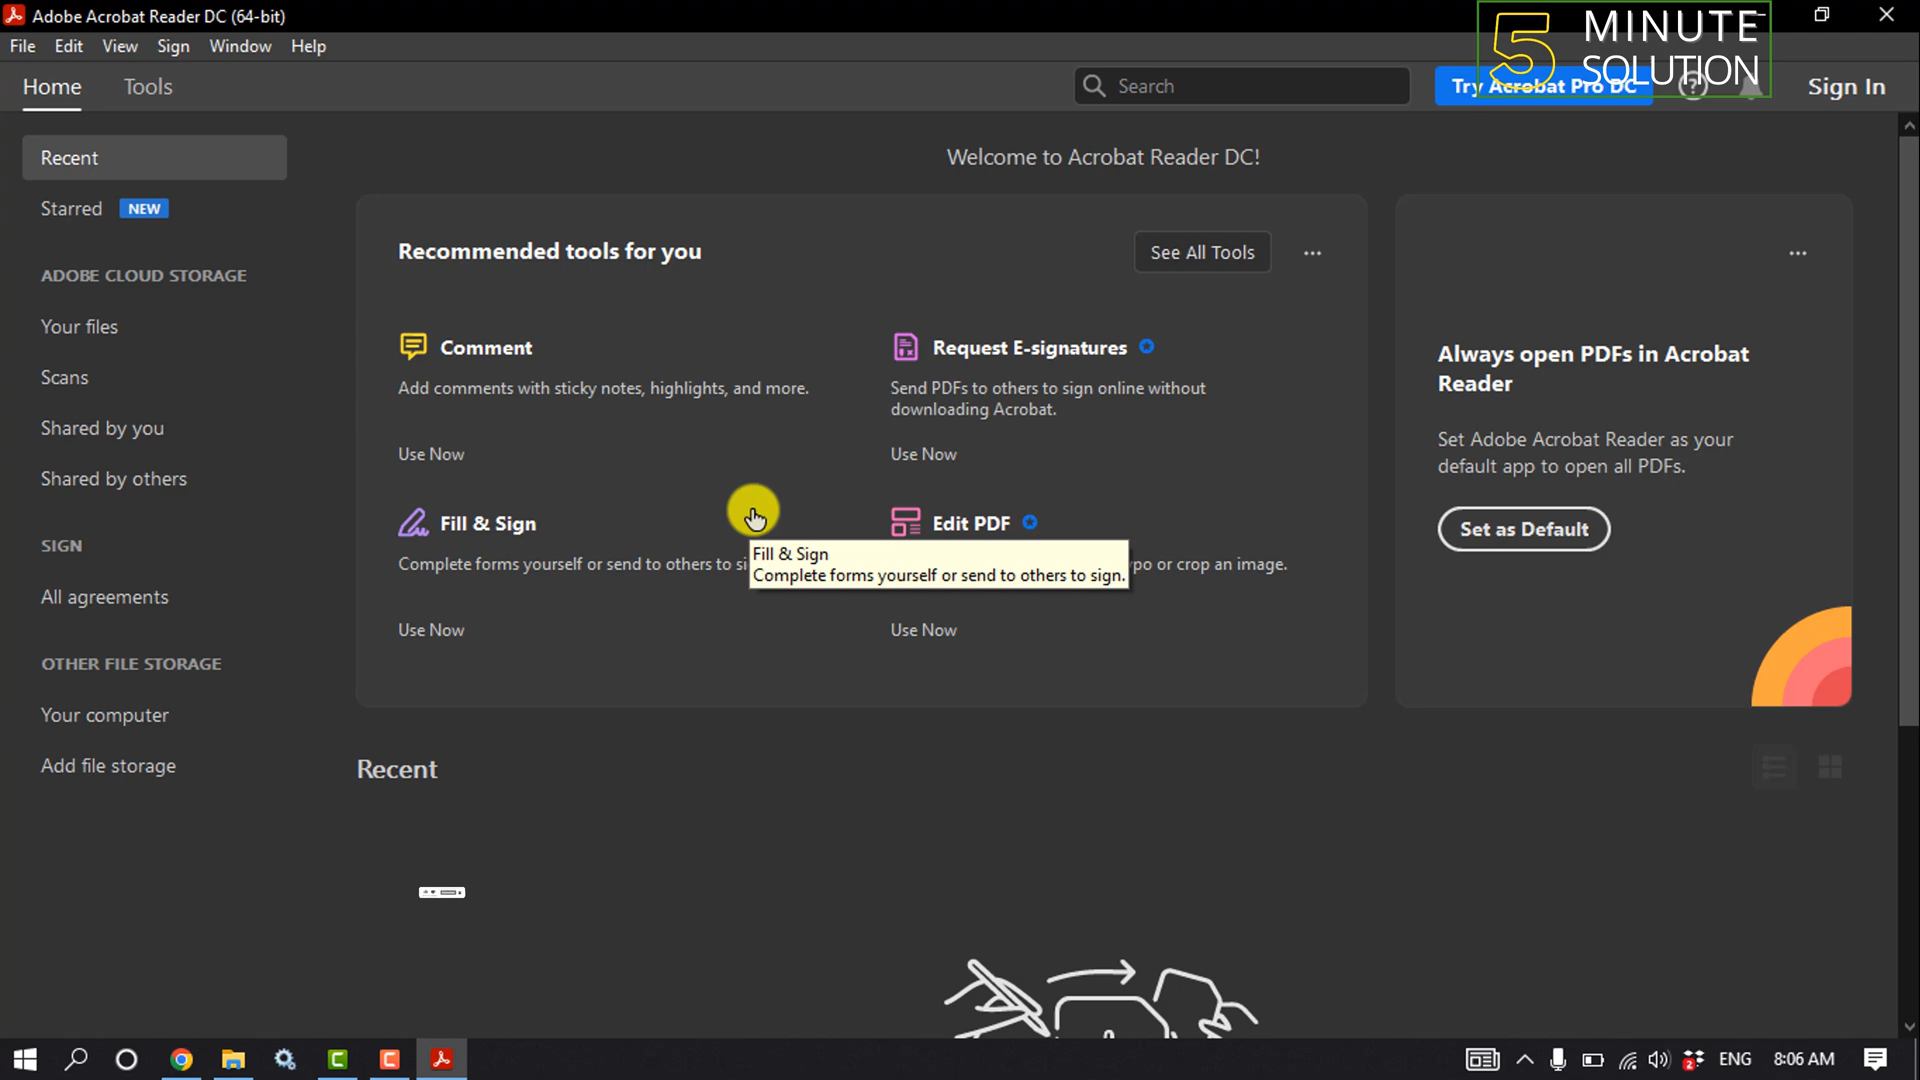 Adobe Acrobat Reader DC (64-bit)
5 MINUTE
SOLUTION
File Edit View Sign Window Help
Home Tools
Search
Try Acrobat Pro DC
Sign In
Recent
Starred NEW
ADOBE CLOUD STORAGE
Your files
Scans
Shared by you
Shared by others
SIGN
All agreements
OTHER FILE STORAGE
Your computer
Add file storage
Welcome to Acrobat Reader DC!
Recommended tools for you
See All Tools
Comment
Add comments with sticky notes, highlights, and more.
Use Now
Request E-signatures
Send PDFs to others to sign online without
downloading Acrobat.
Use Now
Fill & Sign
Complete forms yourself or send to others to
Use Now
Edit PDF
or crop an image.
Use Now
Fill & Sign
Complete forms yourself or send to others to sign.
Always open PDFs in Acrobat
Reader
Set Adobe Acrobat Reader as your
default app to open all PDFs.
Set as Default
Recent
2
ENG
8:06 AM